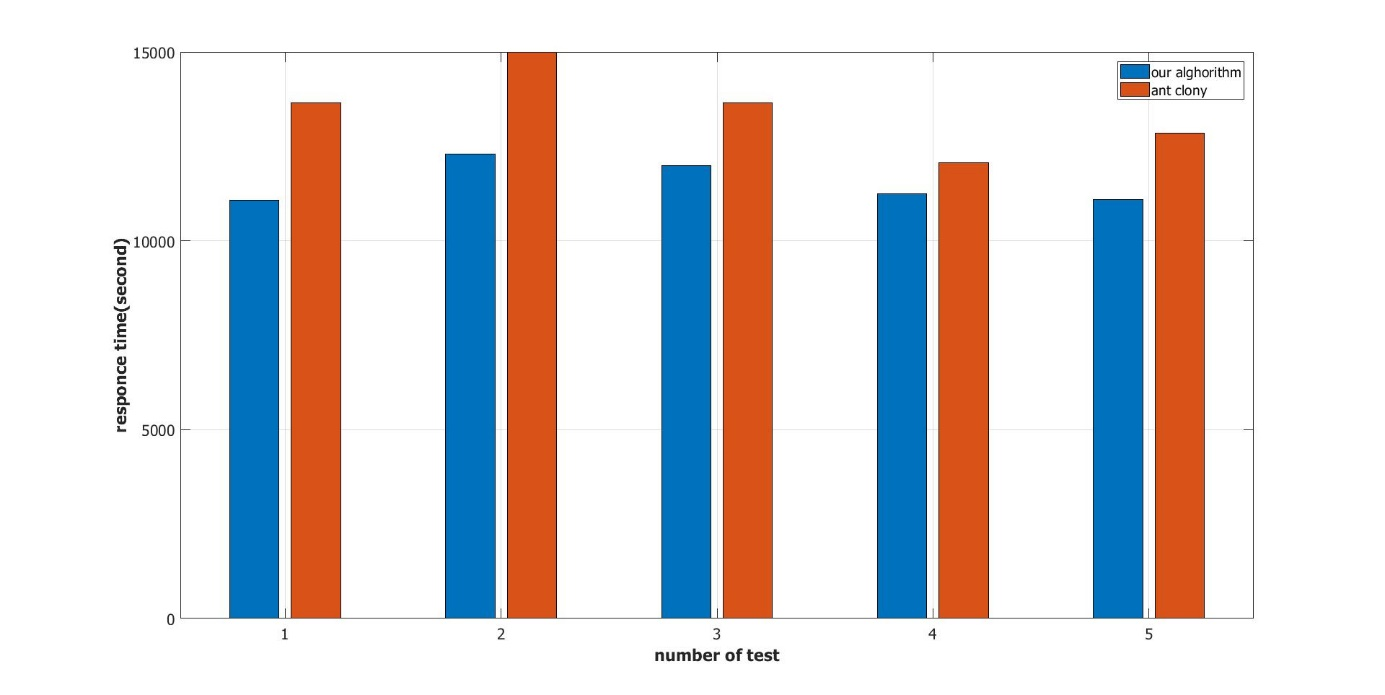 15000
10000
5000
0
responce time(second)
1
2
3
4
5
number of test
our alghorithm
ant clony